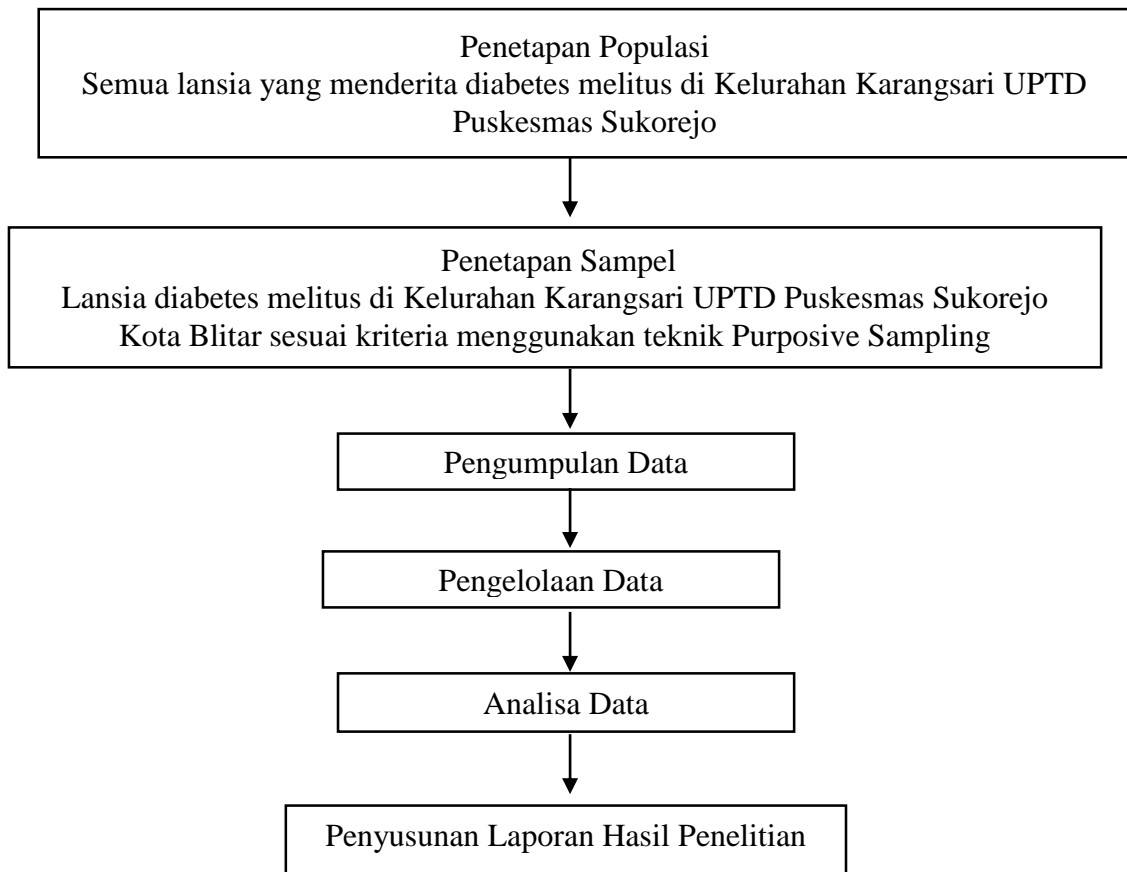 Penetapan Populasi
Semua lansia yang menderita diabetes melitus di Kelurahan Karangsari UPTD
Puskesmas Sukorejo
Penetapan Sampel
Lansia diabetes melitus di Kelurahan Karangsari UPTD Puskesmas Sukorejo
Kota Blitar sesuai kriteria menggunakan teknik Purposive Sampling
Pengumpulan Data
Pengelolaan Data
Analisa Data
Penyusunan Laporan Hasil Penelitian